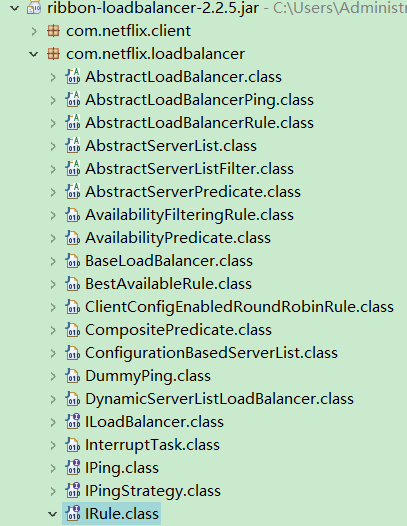 ribbon-loadbalancer-2.2.5.jar - C:\Users\Administr
com.netflix.client
com.netflix.loadbalancer
AbstractLoadBalancer.class
AbstractLoadBalancerPing.class
AbstractLoadBalancerRule.class
AbstractServerList.class
AbstractServerListFilter.class
AbstractServerPredicate.class
AvailabilityFilteringRule.class
AvailabilityPredicate.class
BaseLoadBalancer.class
BestAvailableRule.class
ClientConfigEnabledRoundRobinRule.class
CompositePredicate.class
ConfigurationBasedServerList.class
DummyPing.class
DynamicServerListLoadBalancer.class
ILoadBalancer.class
InterruptTask.class
IPing.class
IPingStrategy.class
IRule.class